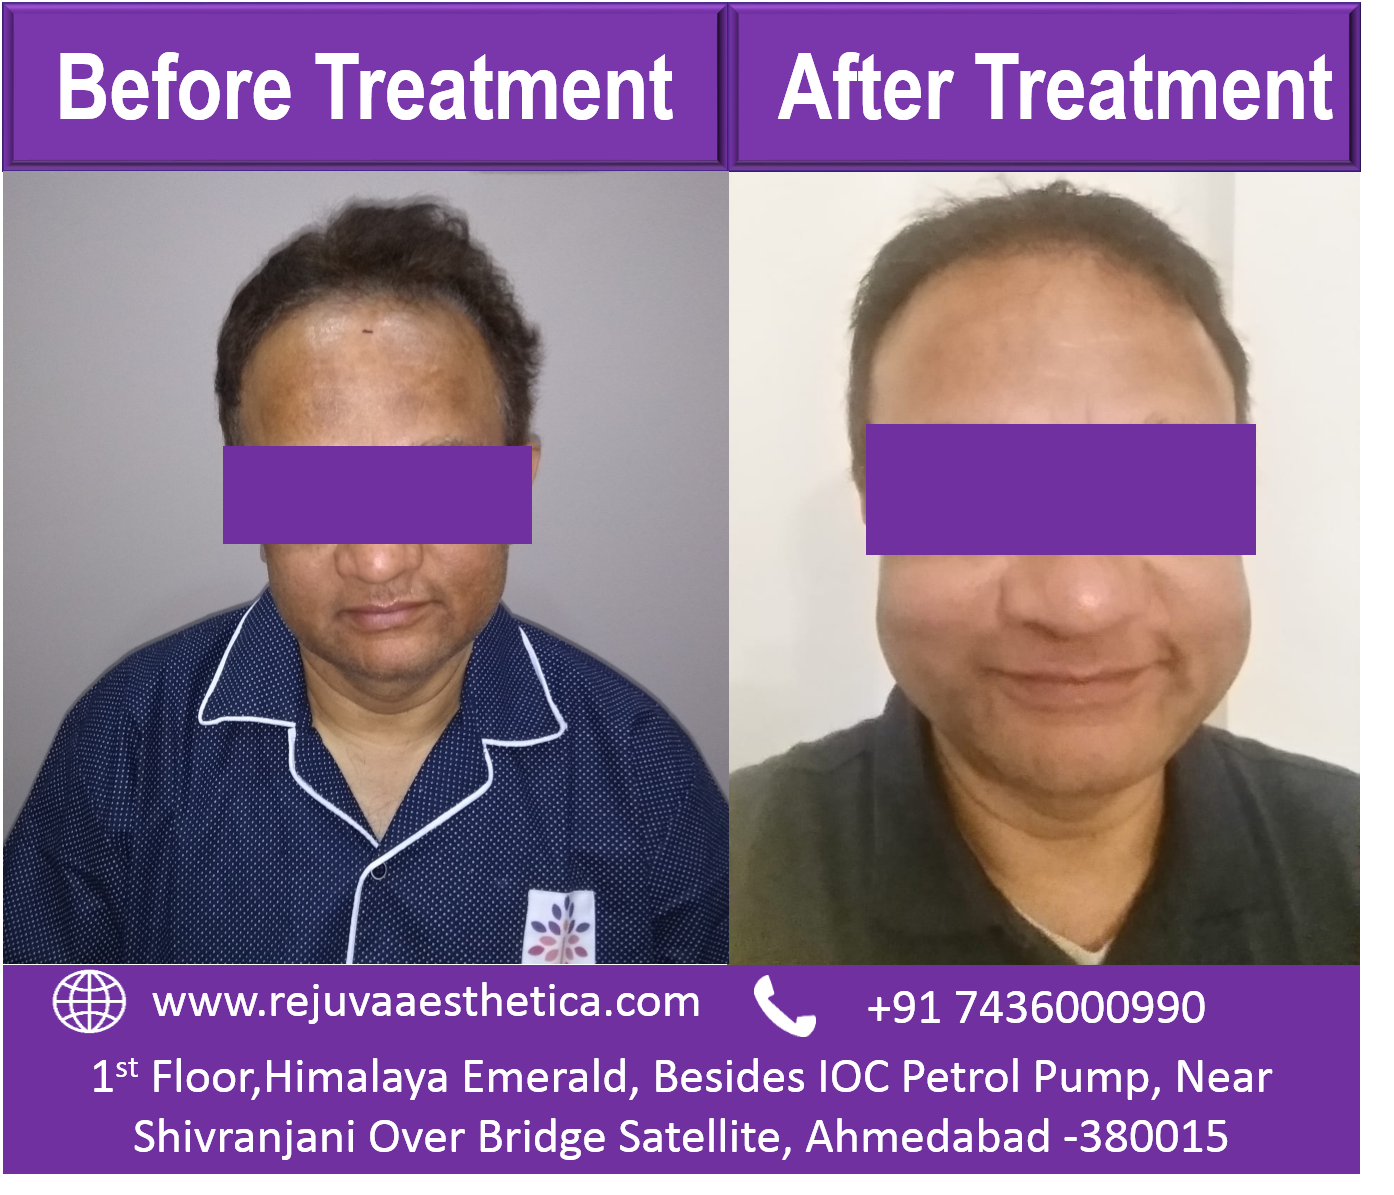 Before Treatment
After Treatment
www.rejuvaaesthetica.com
+91 7436000990
1st Floor,Himalaya Emerald, Besides IOC Petrol Pump, Near
Shivranjani Over Bridge Satellite, Ahmedabad -380015